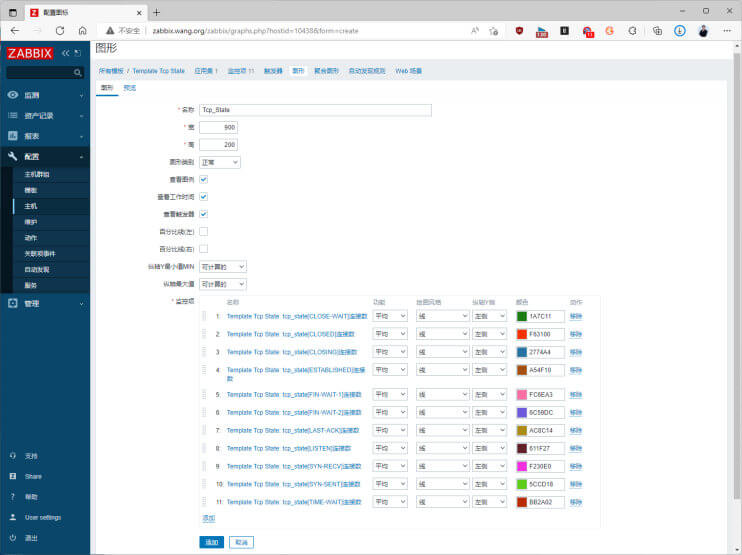 配置图标
不安全 zabbix.wang.org/zabbix/graphs.php?hostid=10438&form=create
ZABBIX
图形
所有模板 / Template Tcp State 应用集 1 监控项 11 触发器 图形 聚合图形 自动发现规则 Web 场景
图形 预览
监测
资产记录
报表
配置
主机群组
模板
主机
维护
动作
关联项事件
自动发现
服务
管理
支持
Share
帮助
User settings
退出
* 名称 Tcp_State
* 宽 900
* 高 200
图形类别 正常
查看图例
查看工作时间
查看触发器
百分比线(左)
百分比线(右)
纵轴Y最小值MIN 可计算的
纵轴最大值 可计算的
* 监控项 名称 功能 绘图风格 纵轴Y轴 颜色 动作
1: Template Tcp State: tcp_state[CLOSE-WAIT]连接数 平均 线 左侧 1A7C11 移除
2: Template Tcp State: tcp_state[CLOSED]连接数 平均 线 左侧 F63100 移除
3: Template Tcp State: tcp_state[CLOSING]连接数 平均 线 左侧 2774A4 移除
4: Template Tcp State: tcp_state[ESTABLISHED]连接数 平均 线 左侧 A54F10 移除
5: Template Tcp State: tcp_state[FIN-WAIT-1]连接数 平均 线 左侧 FC6EA3 移除
6: Template Tcp State: tcp_state[FIN-WAIT-2]连接数 平均 线 左侧 6C59DC 移除
7: Template Tcp State: tcp_state[LAST-ACK]连接数 平均 线 左侧 AC8C14 移除
8: Template Tcp State: tcp_state[LISTEN]连接数 平均 线 左侧 611F27 移除
9: Template Tcp State: tcp_state[SYN-RECV]连接数 平均 线 左侧 F230E0 移除
10: Template Tcp State: tcp_state[SYN-SENT]连接数 平均 线 左侧 5CCD18 移除
11: Template Tcp State: tcp_state[TIME-WAIT]连接数 平均 线 左侧 BB2A02 移除
添加
添加 取消